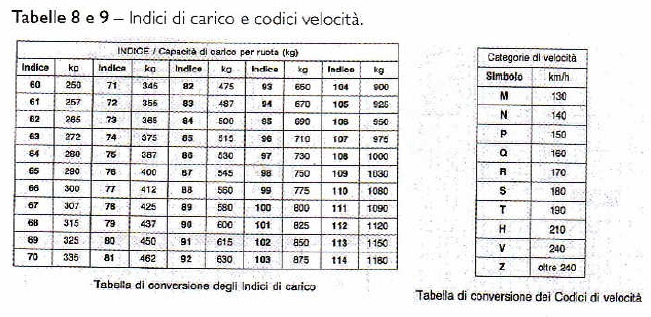 Tabelle 8 e 9 – Indici di carico e codici velocità.
INDICE / Capacità di carico per ruota (kg)
Indice kg Indice kg Indice kg Indice kg Indice kg
60 250 71 345 82 475 93 650 104 900
61 257 72 355 83 487 94 670 105 925
62 265 73 365 84 500 95 690 106 950
63 272 74 375 85 515 96 710 107 975
64 280 75 387 86 530 97 730 108 1000
65 290 76 400 87 545 98 750 109 1030
66 300 77 412 88 560 99 775 110 1080
67 307 78 425 89 580 100 800 111 1090
68 315 79 437 90 600 101 825 112 1120
69 325 80 450 91 615 102 850 113 1150
70 335 81 462 92 630 103 875 114 1180
Tabella di conversione degli Indici di carico
Categorie di velocità
Simbolo km/h
M 130
N 140
P 150
Q 160
R 170
S 180
T 190
H 210
V 240
Z oltre 240
Tabella di conversione dei Codici di velocità